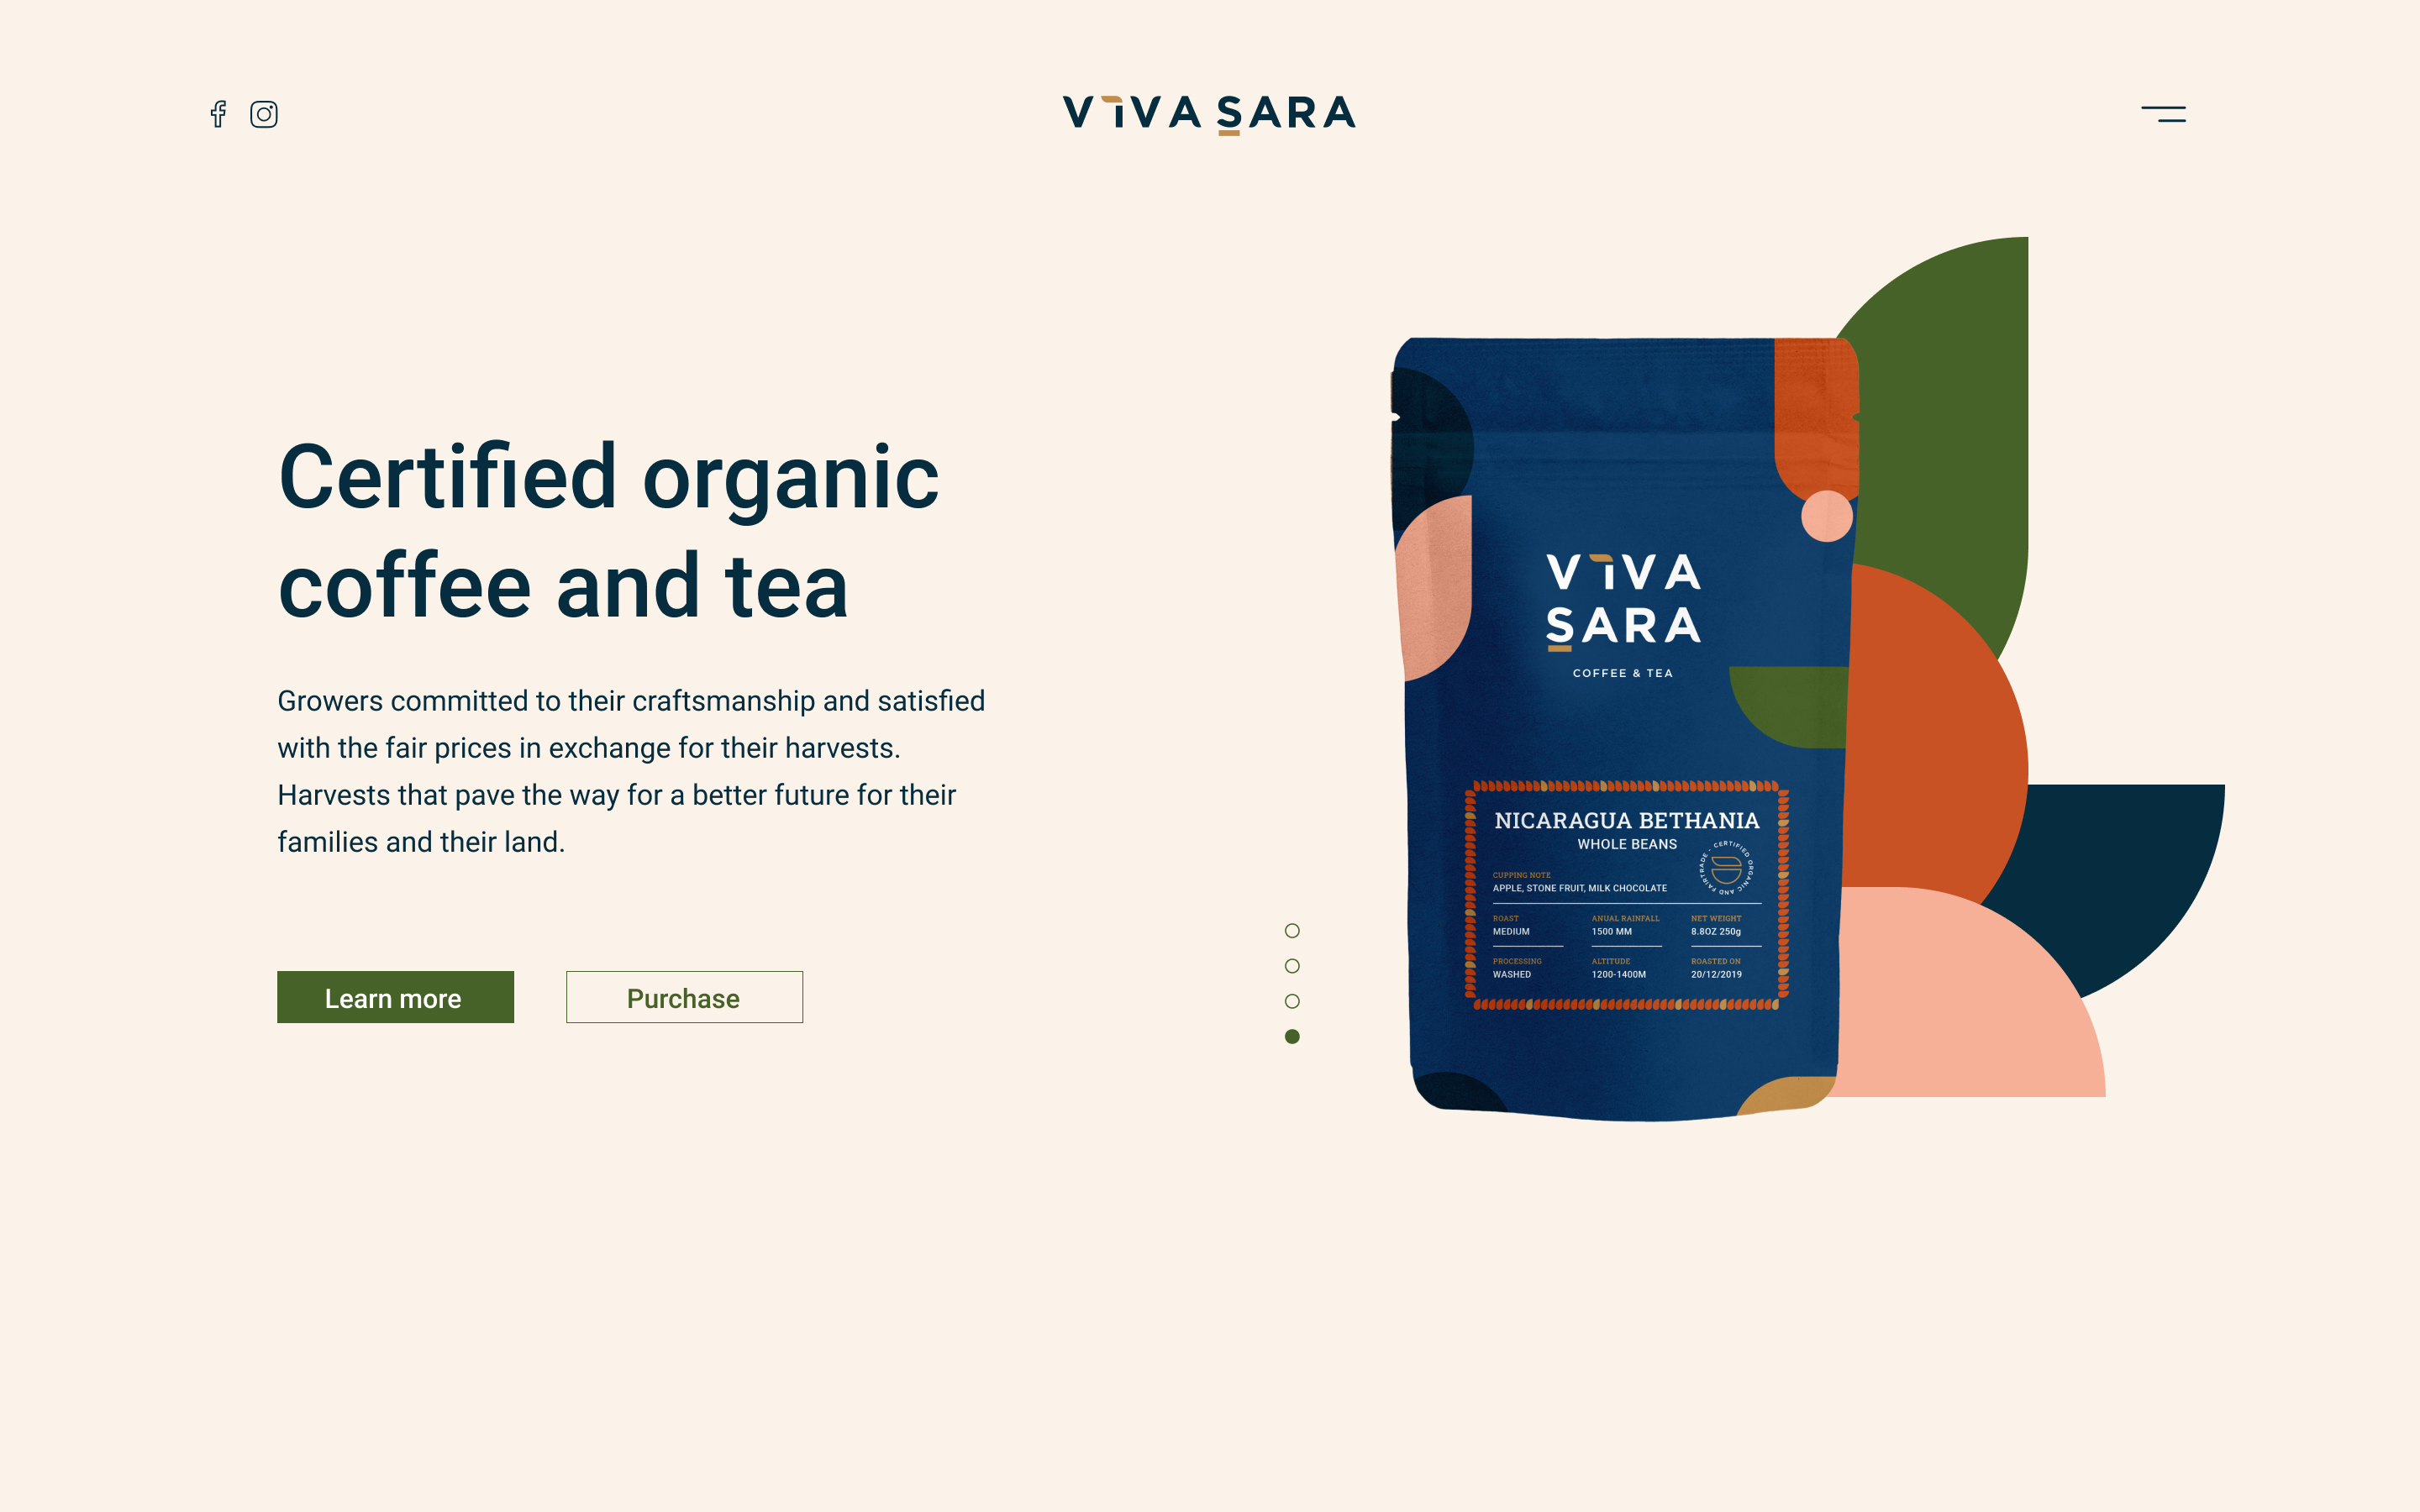 VIVA SARA
Certified organic
coffee and tea
Growers committed to their craftsmanship and satisfied
with the fair prices in exchange for their harvests.
Harvests that pave the way for a better future for their
families and their land.
Learn more
Purchase
VIVA
SARA
COFFEE & TEA
NICARAGUA BETHANIA
WHOLE BEANS
- CERTIFIED ORGANIC AND FAIRTRADE
CUPPING NOTE
APPLE, STONE FRUIT, MILK CHOCOLATE
ROAST ANUAL RAINFALL NET WEIGHT
MEDIUM 1500 MM 8.8OZ 250g
PROCESSING ALTITUDE ROASTED ON
WASHED 1200-1400M 20/12/2019